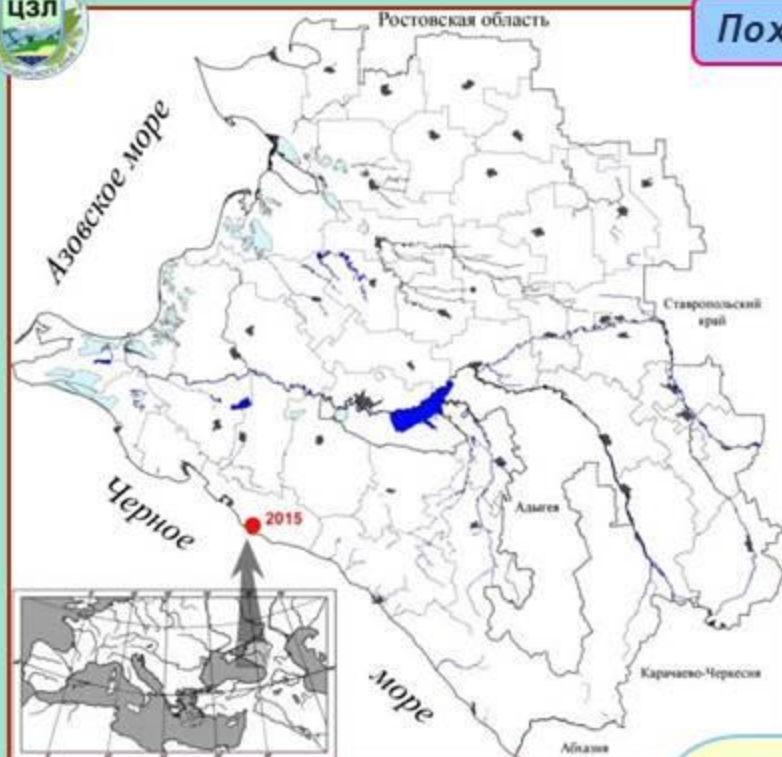 ЦЗЛ
Ростовская область
Пох
Азовское море
Ставропольский
край
Адыгея
Черное
2015
море
Карачаево-Черкесия
Абхазия